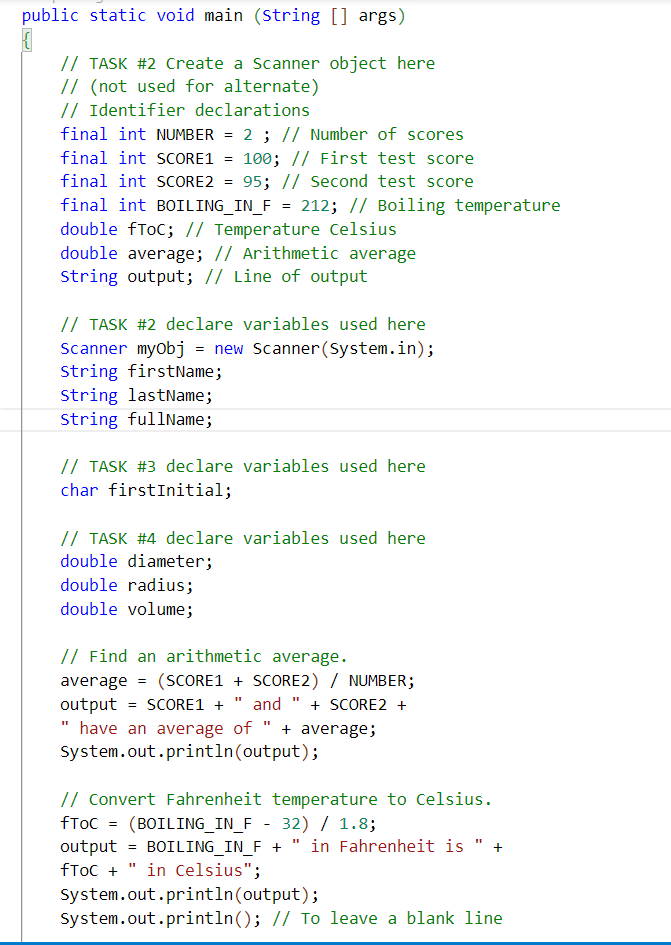 public static void main (String [] args)
{
// TASK #2 Create a Scanner object here
// (not used for alternate)
// Identifier declarations
final int NUMBER = 2 ; // Number of scores
final int SCORE1 = 100; // First test score
final int SCORE2 = 95; // Second test score
final int BOILING_IN_F = 212; // Boiling temperature
double fToC; // Temperature Celsius
double average; // Arithmetic average
String output; // Line of output
// TASK #2 declare variables used here
Scanner myObj = new Scanner(System.in);
String firstName;
String lastName;
String fullName;
// TASK #3 declare variables used here
char firstInitial;
// TASK #4 declare variables used here
double diameter;
double radius;
double volume;
// Find an arithmetic average.
average = (SCORE1 + SCORE2) / NUMBER;
output = SCORE1 + " and " + SCORE2 +
" have an average of " + average;
System.out.println(output);
// Convert Fahrenheit temperature to Celsius.
fToC = (BOILING_IN_F - 32) / 1.8;
output = BOILING_IN_F + " in Fahrenheit is " +
fToC + " in Celsius";
System.out.println(output);
System.out.println(); // To leave a blank line